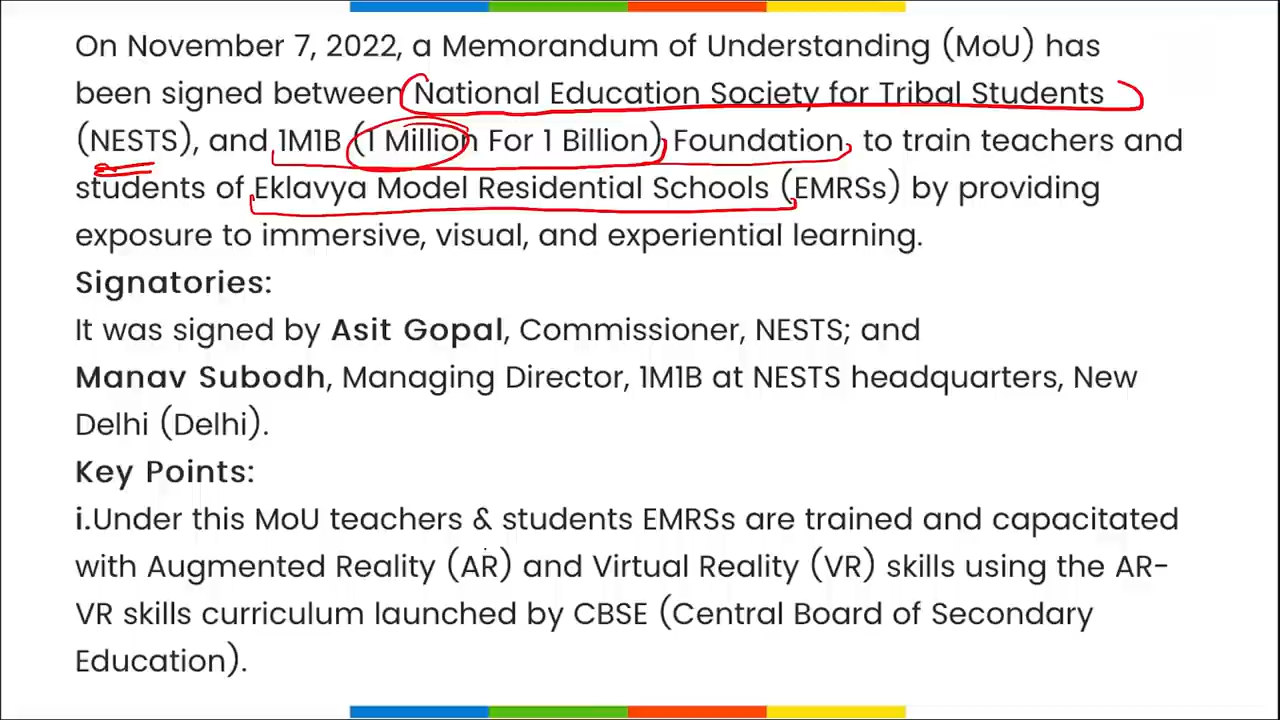 On November 7, 2022, a Memorandum of Understanding (MoU) has
been signed between National Education Society for Tribal Students
(NESTS), and 1M1B (1 Million For 1 Billion) Foundation, to train teachers and
students of Eklavya Model Residential Schools (EMRSs) by providing
exposure to immersive, visual, and experiential learning.
Signatories:
It was signed by Asit Gopal, Commissioner, NESTS; and
Manav Subodh, Managing Director, 1M1B at NESTS headquarters, New
Delhi (Delhi).
Key Points:
i.Under this MoU teachers & students EMRSs are trained and capacitated
with Augmented Reality (AR) and Virtual Reality (VR) skills using the AR-
VR skills curriculum launched by CBSE (Central Board of Secondary
Education).